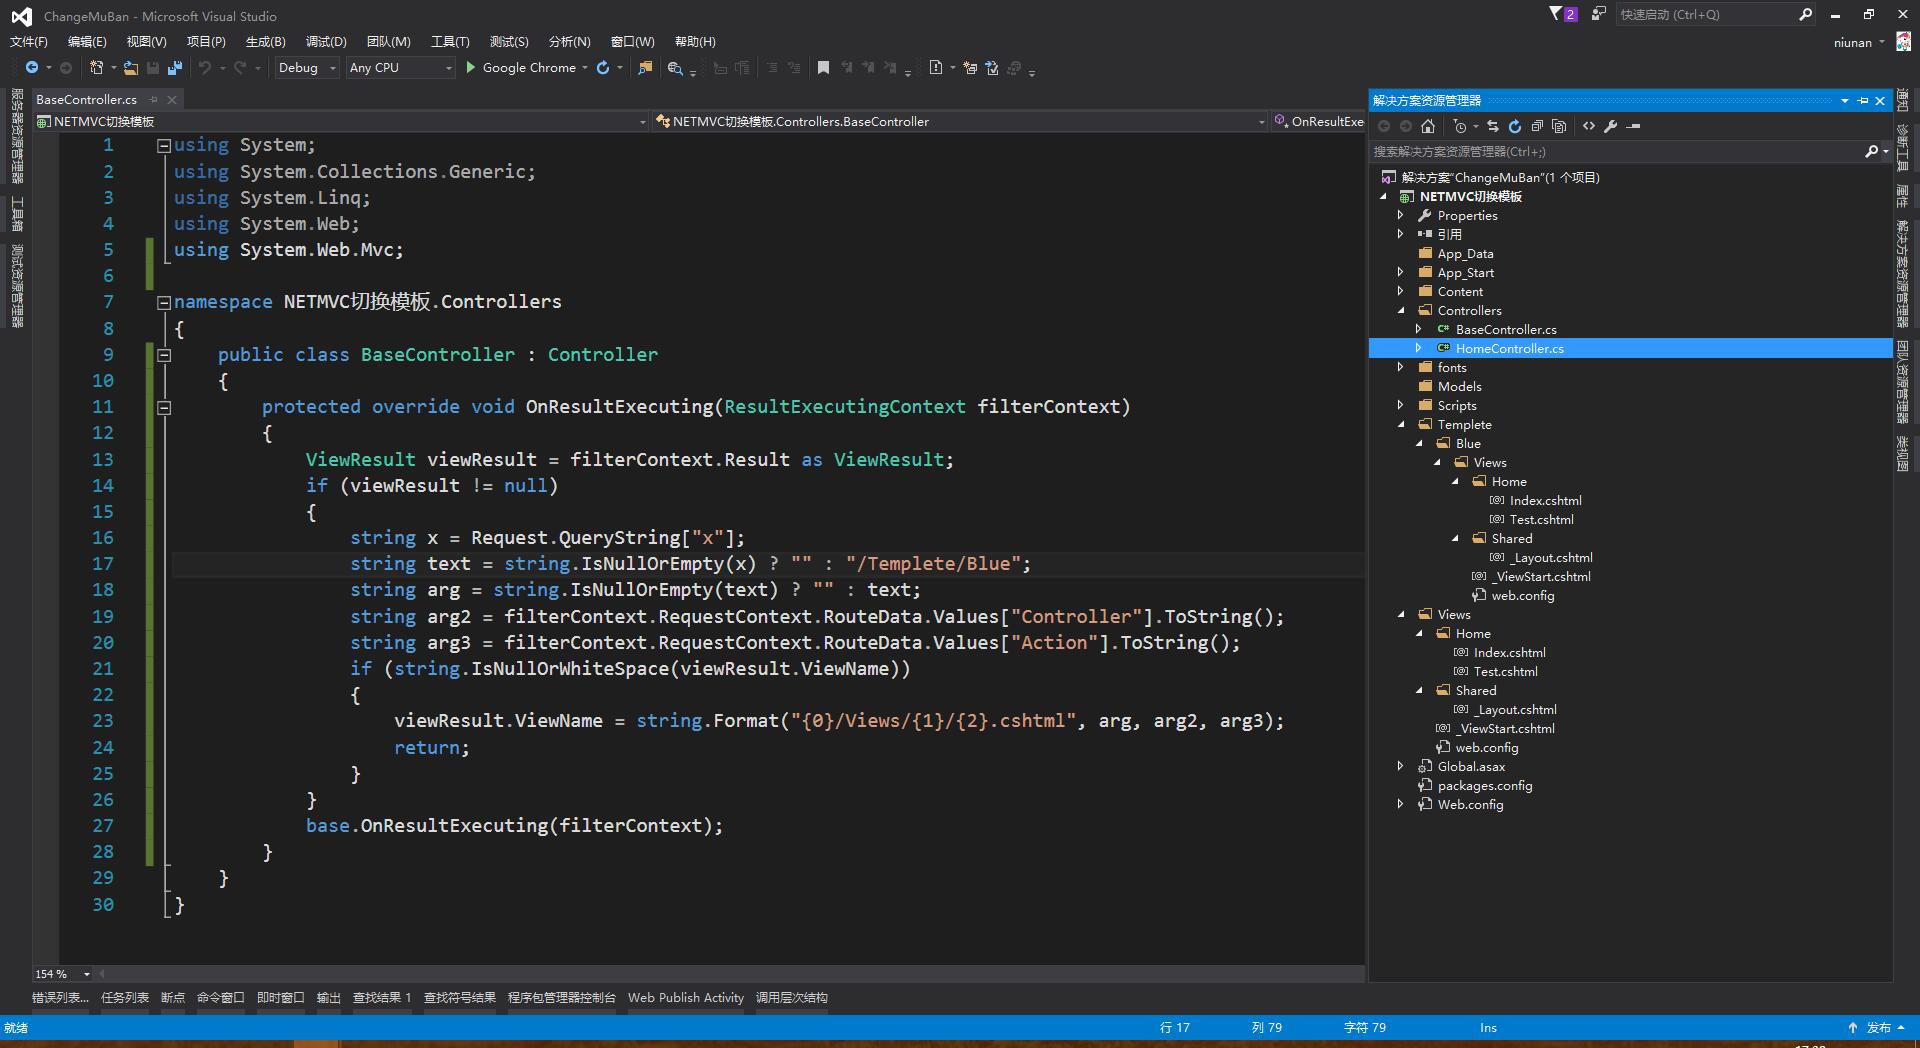 ChangeMuBan - Microsoft Visual Studio
2
快速启动 (Ctrl+Q)
文件(F) 编辑(E) 视图(V) 项目(P) 生成(B) 调试(D) 团队(M) 工具(T) 测试(S) 分析(N) 窗口(W) 帮助(H)
niunan
Debug Any CPU Google Chrome
服务器资源管理器
工具箱
测试资源管理器
BaseController.cs
NETMVC切换模板 NETMVC切换模板.Controllers.BaseController OnResultExe
1 using System;
2 using System.Collections.Generic;
3 using System.Linq;
4 using System.Web;
5 using System.Web.Mvc;
6
7 namespace NETMVC切换模板.Controllers
8 {
9 public class BaseController : Controller
10 {
11 protected override void OnResultExecuting(ResultExecutingContext filterContext)
12 {
13 ViewResult viewResult = filterContext.Result as ViewResult;
14 if (viewResult != null)
15 {
16 string x = Request.QueryString["x"];
17 string text = string.IsNullOrEmpty(x) ? "" : "/Templete/Blue";
18 string arg = string.IsNullOrEmpty(text) ? "" : text;
19 string arg2 = filterContext.RequestContext.RouteData.Values["Controller"].ToString();
20 string arg3 = filterContext.RequestContext.RouteData.Values["Action"].ToString();
21 if (string.IsNullOrWhiteSpace(viewResult.ViewName))
22 {
23 viewResult.ViewName = string.Format("{0}/Views/{1}/{2}.cshtml", arg, arg2, arg3);
24 return;
25 }
26 }
27 base.OnResultExecuting(filterContext);
28 }
29 }
30 }
154 %
解决方案资源管理器
搜索解决方案资源管理器(Ctrl+;)
解决方案"ChangeMuBan"(1 个项目)
NETMVC切换模板
Properties
引用
App_Data
App_Start
Content
Controllers
C# BaseController.cs
C# HomeController.cs
fonts
Models
Scripts
Templete
Blue
Views
Home
[@] Index.cshtml
[@] Test.cshtml
Shared
[@] _Layout.cshtml
[@] _ViewStart.cshtml
web.config
Views
Home
[@] Index.cshtml
[@] Test.cshtml
Shared
[@] _Layout.cshtml
[@] _ViewStart.cshtml
web.config
Global.asax
packages.config
Web.config
通知
诊断工具
属性
解决方案资源管理器
团队资源管理器
类视图
错误列表... 任务列表 断点 命令窗口 即时窗口 输出 查找结果 1 查找符号结果 程序包管理器控制台 Web Publish Activity 调用层次结构
就绪 行 17 列 79 字符 79 Ins 发布